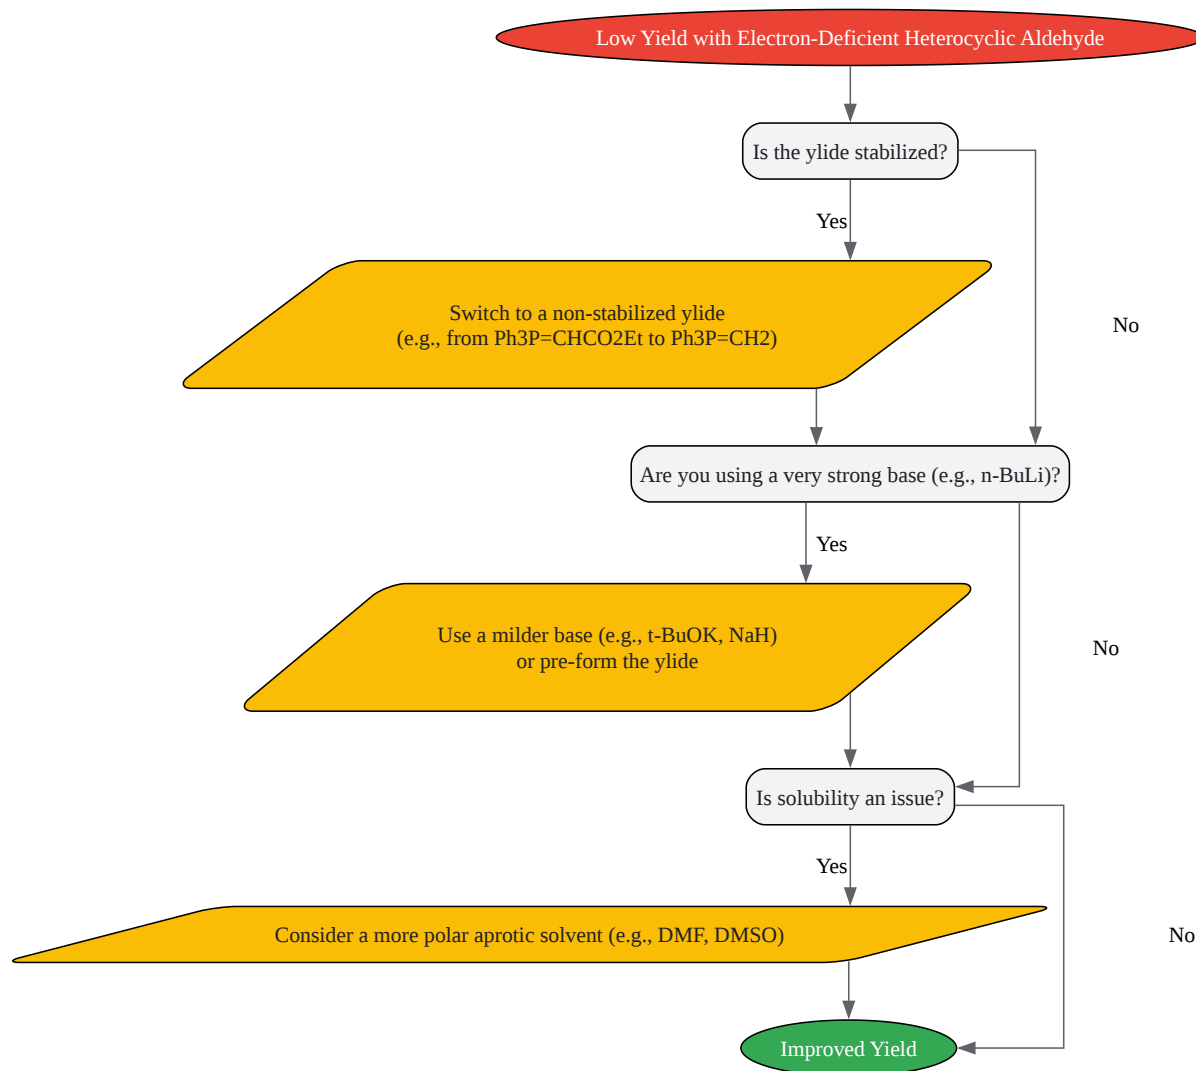 Low Yield with Electron-Deficient Heterocyclic Aldehyde
Is the ylide stabilized?
Yes
Switch to a non-stabilized ylide
(e.g., from Ph3P=CHCO2Et to Ph3P=CH2)
No
Are you using a very strong base (e.g., n-BuLi)?
Yes
Use a milder base (e.g., t-BuOK, NaH)
or pre-form the ylide
No
Is solubility an issue?
Yes
Consider a more polar aprotic solvent (e.g., DMF, DMSO)
No
Improved Yield